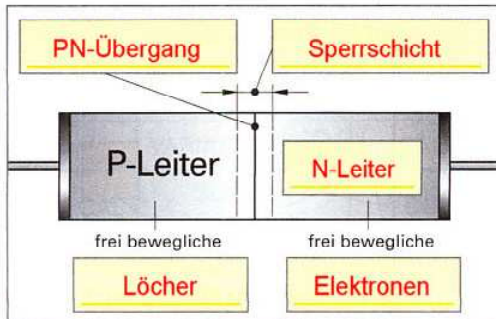 PN-Übergang
Sperrschicht
P-Leiter
N-Leiter
frei bewegliche
frei bewegliche
Löcher
Elektronen